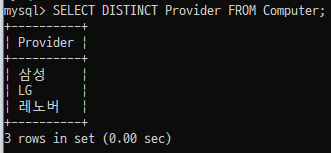 mysql> SELECT DISTINCT Provider FROM Computer;
+----------+
| Provider |
+----------+
| 삼성     |
| LG       |
| 레노버   |
+----------+
3 rows in set (0.00 sec)